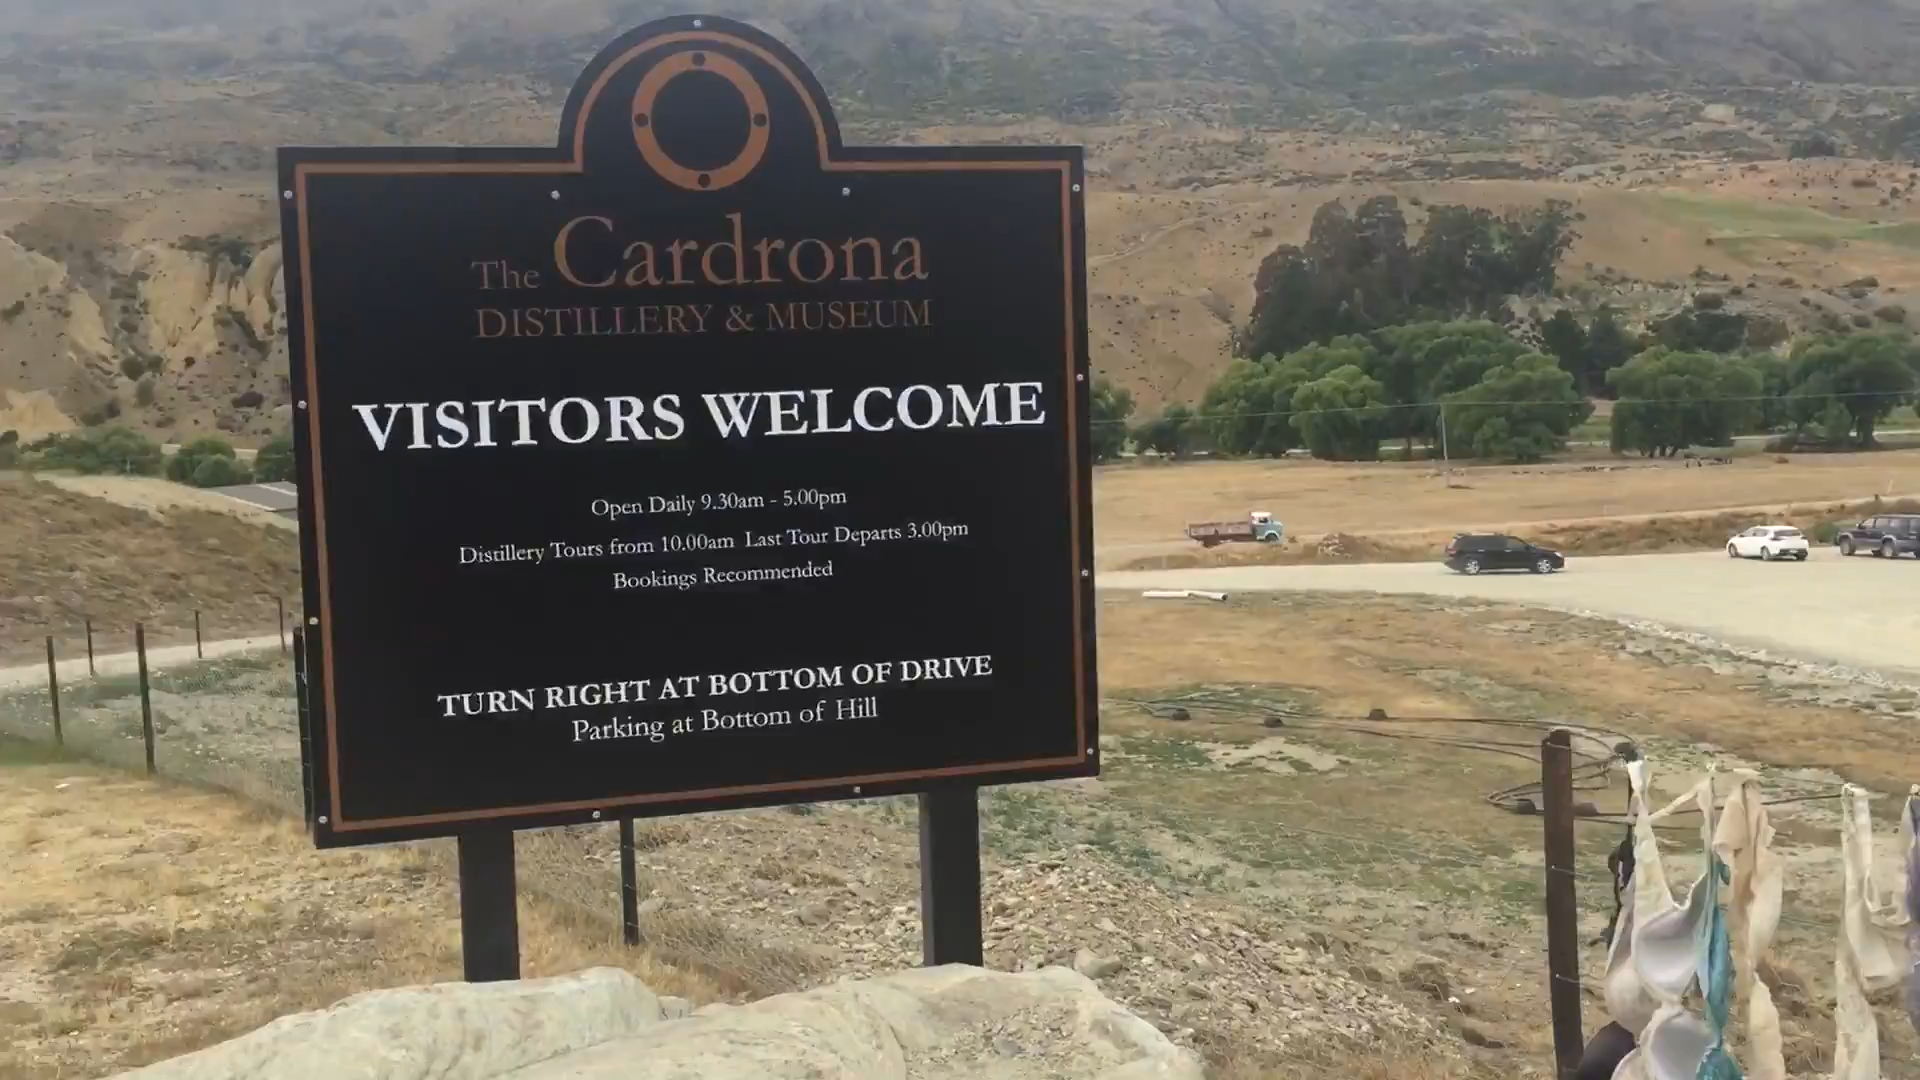 The Cardrona
DISTILLERY & MUSEUM
VISITORS WELCOME
Open Daily 9.30am - 5.00pm
Distillery Tours from 10.00am Last Tour Departs 3.00pm
Bookings Recommended
TURN RIGHT AT BOTTOM OF DRIVE
Parking at Bottom of Hill